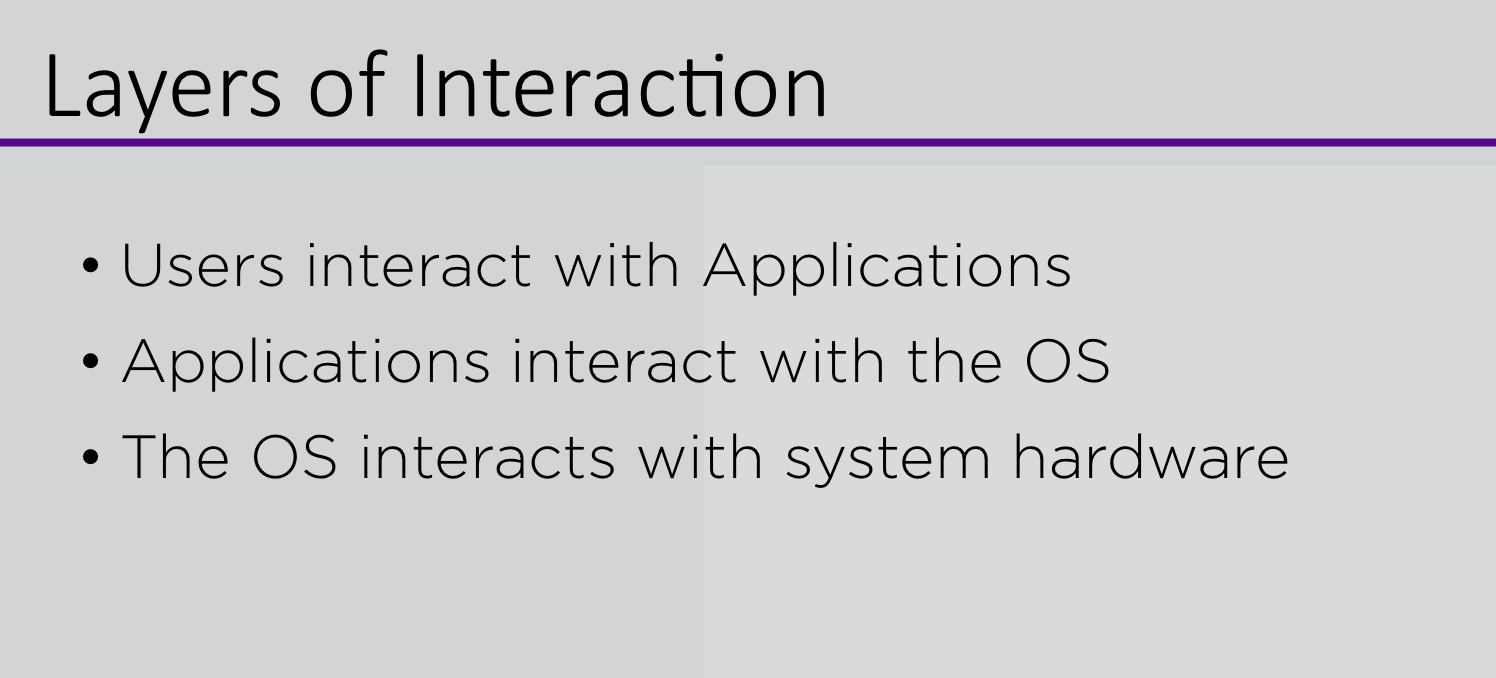 Layers of Interaction
• Users interact with Applications
• Applications interact with the OS
• The OS interacts with system hardware